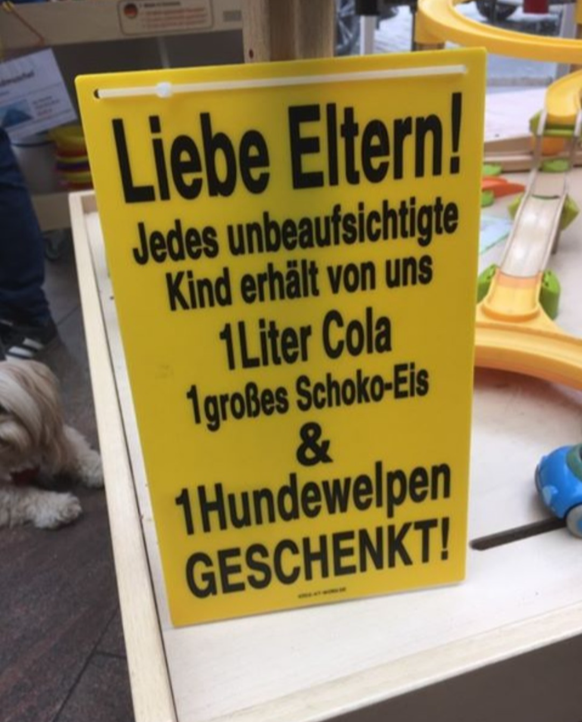 Liebe Eltern!
Jedes unbeaufsichtigte
Kind erhält von uns
1Liter Cola
1großes Schoko-Eis
&
1Hundewelpen
GESCHENKT!